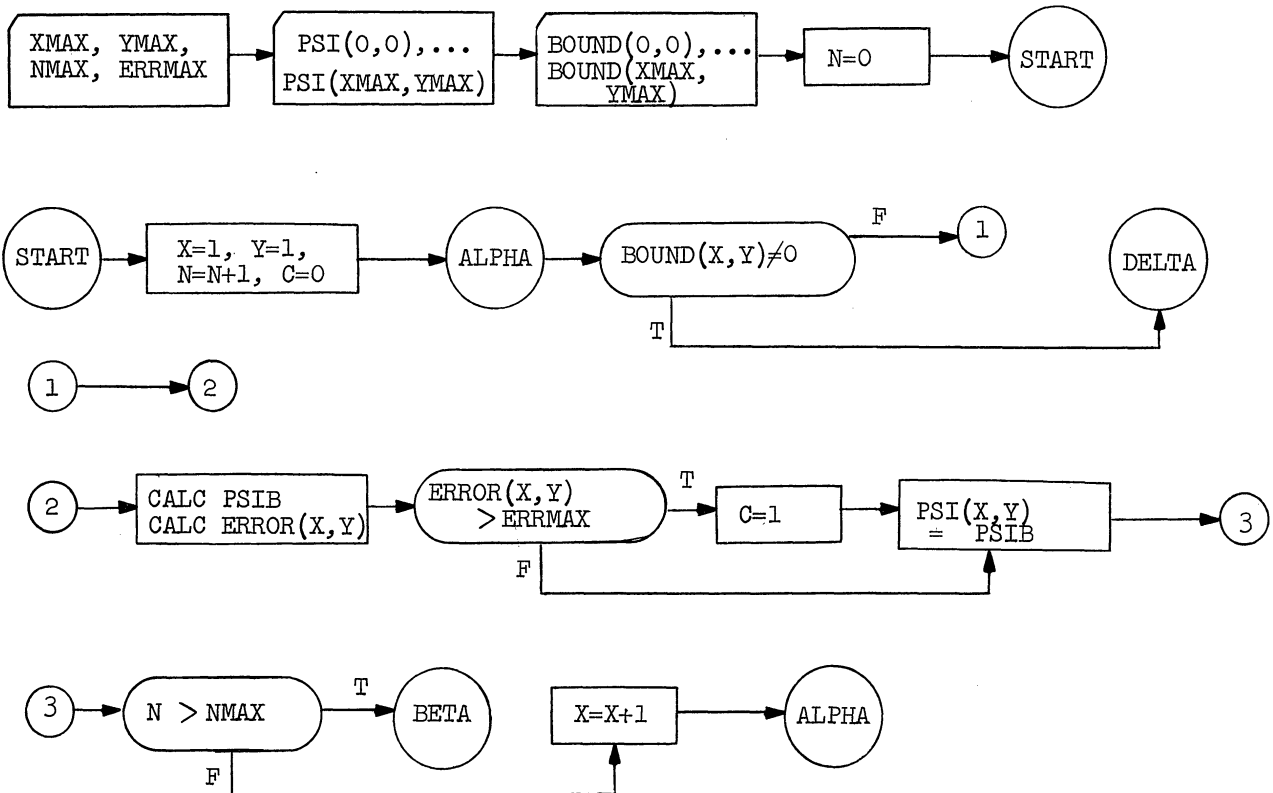 XMAX, YMAX,
NMAX, ERRMAX
PSI(0,0),...
PSI(XMAX,YMAX)
BOUND(0,0),...
BOUND(XMAX,
YMAX)
N=0
START
START
X=1, Y=1,
N=N+1, C=0
ALPHA
BOUND(X,Y)≠0
F
1
T
DELTA
1
2
2
CALC PSIB
CALC ERROR(X,Y)
ERROR(X,Y)
>ERRMAX
T
F
C=1
PSI(X,Y)
= PSIB
3
3
N >NMAX
T
F
BETA
X=X+1
ALPHA